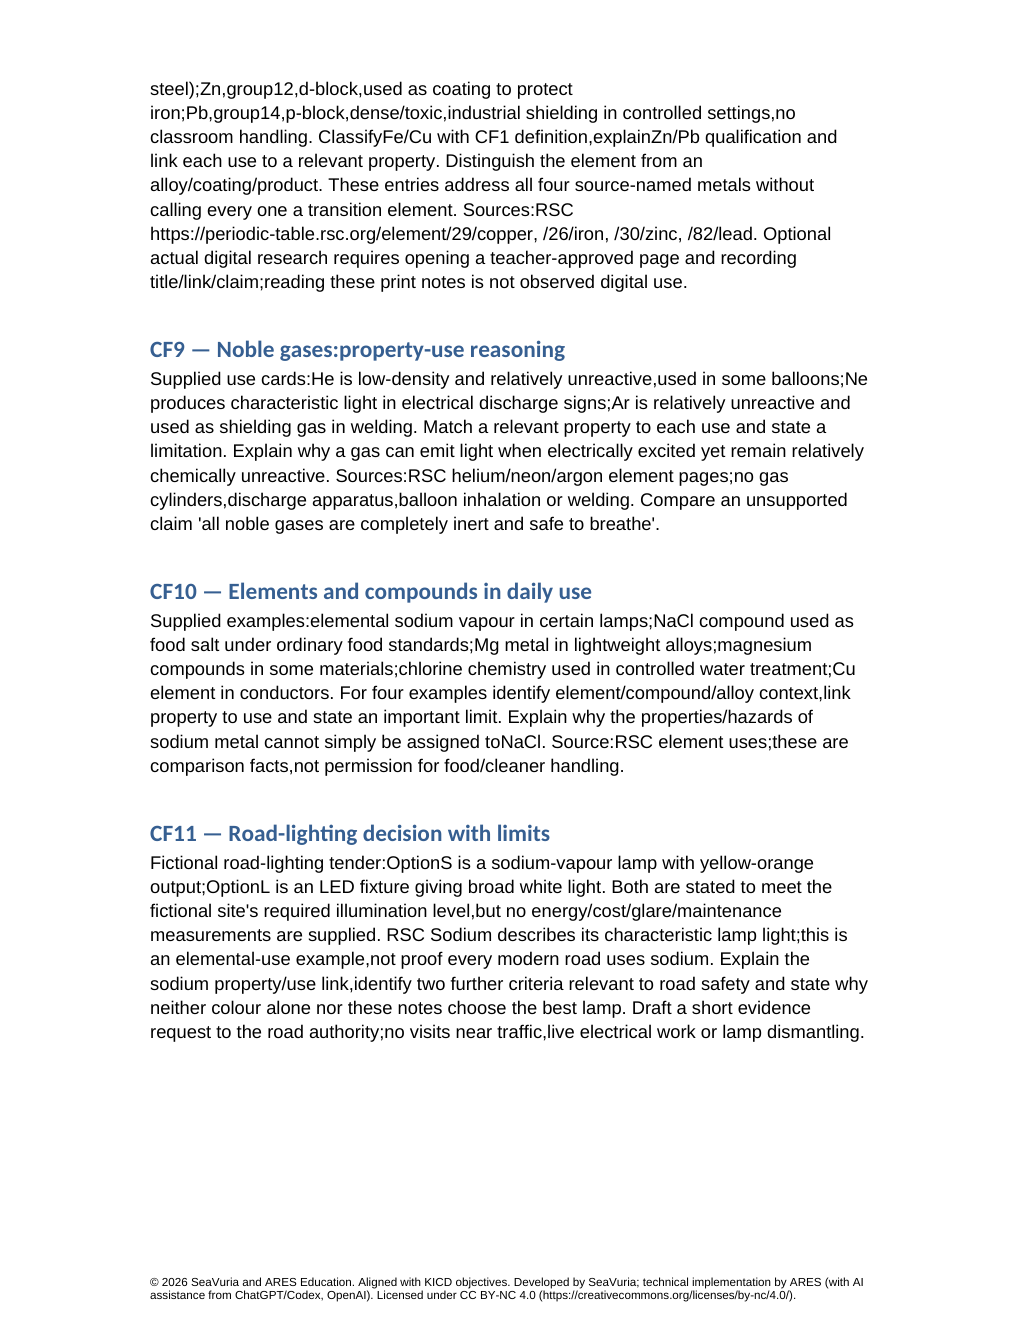 steel);Zn,group12,d-block,used as coating to protect
iron;Pb,group14,p-block,dense/toxic,industrial shielding in controlled settings,no
classroom handling. ClassifyFe/Cu with CF1 definition,explainZn/Pb qualification and
link each use to a relevant property. Distinguish the element from an
alloy/coating/product. These entries address all four source-named metals without
calling every one a transition element. Sources:RSC
https://periodic-table.rsc.org/element/29/copper, /26/iron, /30/zinc, /82/lead. Optional
actual digital research requires opening a teacher-approved page and recording
title/link/claim;reading these print notes is not observed digital use.
CF9 — Noble gases:property-use reasoning
Supplied use cards:He is low-density and relatively unreactive,used in some balloons;Ne
produces characteristic light in electrical discharge signs;Ar is relatively unreactive and
used as shielding gas in welding. Match a relevant property to each use and state a
limitation. Explain why a gas can emit light when electrically excited yet remain relatively
chemically unreactive. Sources:RSC helium/neon/argon element pages;no gas
cylinders,discharge apparatus,balloon inhalation or welding. Compare an unsupported
claim 'all noble gases are completely inert and safe to breathe'.
CF10 — Elements and compounds in daily use
Supplied examples:elemental sodium vapour in certain lamps;NaCl compound used as
food salt under ordinary food standards;Mg metal in lightweight alloys;magnesium
compounds in some materials;chlorine chemistry used in controlled water treatment;Cu
element in conductors. For four examples identify element/compound/alloy context,link
property to use and state an important limit. Explain why the properties/hazards of
sodium metal cannot simply be assigned toNaCl. Source:RSC element uses;these are
comparison facts,not permission for food/cleaner handling.
CF11 — Road-lighting decision with limits
Fictional road-lighting tender:OptionS is a sodium-vapour lamp with yellow-orange
output;OptionL is an LED fixture giving broad white light. Both are stated to meet the
fictional site's required illumination level,but no energy/cost/glare/maintenance
measurements are supplied. RSC Sodium describes its characteristic lamp light;this is
an elemental-use example,not proof every modern road uses sodium. Explain the
sodium property/use link,identify two further criteria relevant to road safety and state why
neither colour alone nor these notes choose the best lamp. Draft a short evidence
request to the road authority;no visits near traffic,live electrical work or lamp dismantling.
© 2026 SeaVuria and ARES Education. Aligned with KICD objectives. Developed by SeaVuria; technical implementation by ARES (with AI
assistance from ChatGPT/Codex, OpenAI). Licensed under CC BY-NC 4.0 (https://creativecommons.org/licenses/by-nc/4.0/).